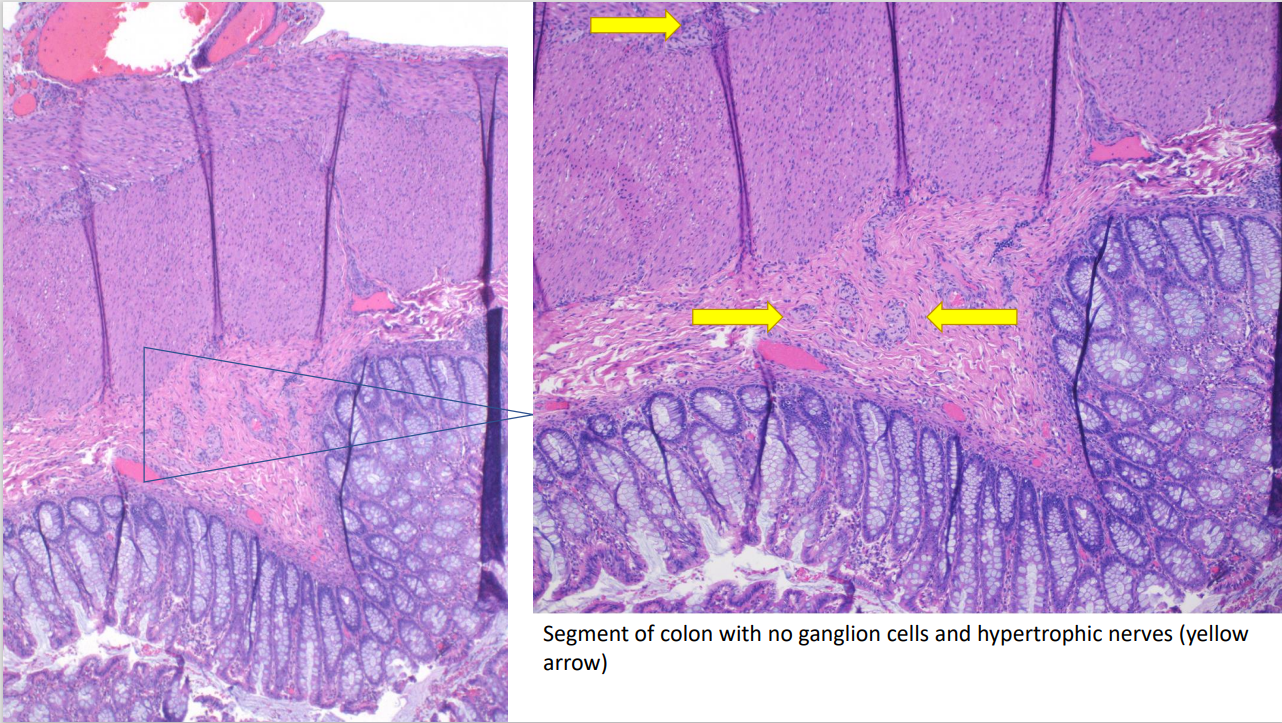 Segment of colon with no ganglion cells and hypertrophic nerves (yellow
arrow)